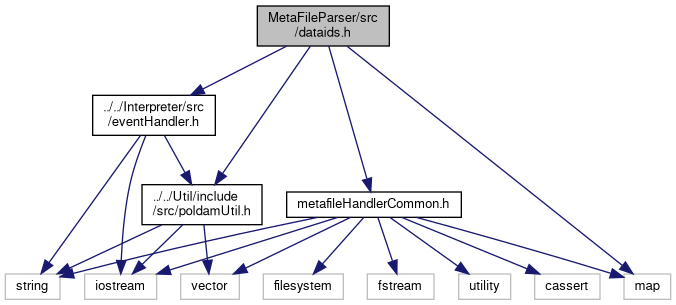 MetaFileParser/src
/dataids.h
../../Interpreter/src
/eventHandler.h
../../Util/include
/src/poldamUtil.h
metafileHandlerCommon.h
string
iostream
vector
filesystem
fstream
utility
cassert
map